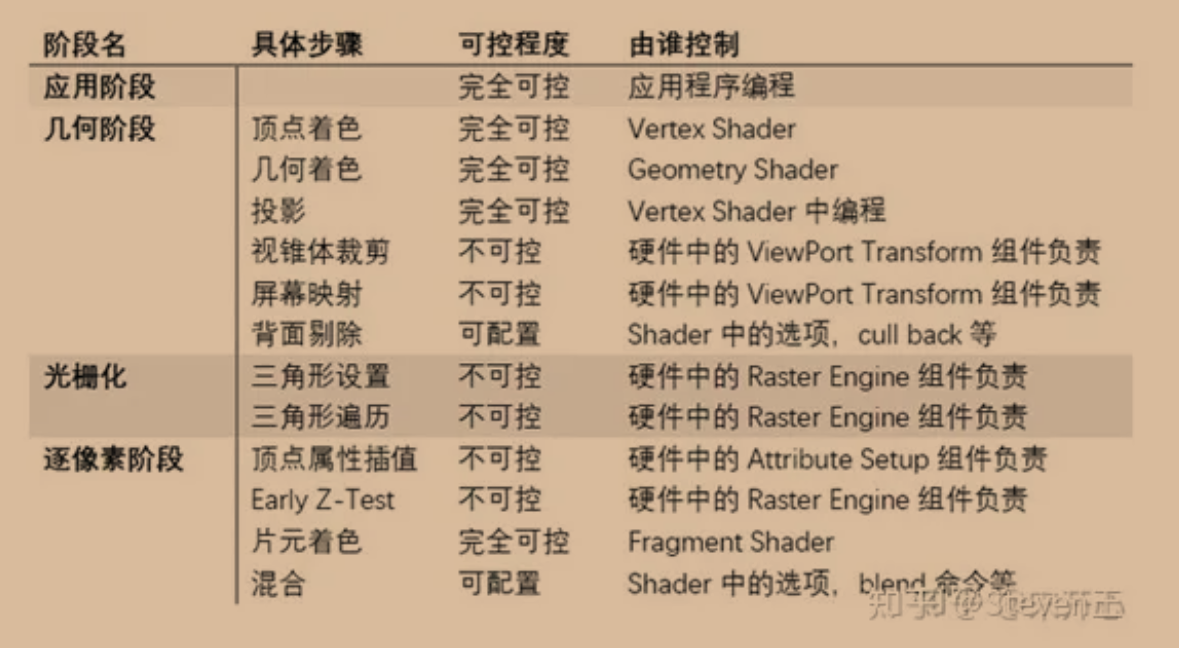 阶段名 具体步骤 可控程度 由谁控制
应用阶段 完全可控 应用程序编程
几何阶段 顶点着色 完全可控 Vertex Shader
几何着色 完全可控 Geometry Shader
投影 完全可控 Vertex Shader 中编程
视锥体裁剪 不可控 硬件中的 ViewPort Transform 组件负责
屏幕映射 不可控 硬件中的 ViewPort Transform 组件负责
背面剔除 可配置 Shader 中的选项，cull back 等
光栅化 三角形设置 不可控 硬件中的 Raster Engine 组件负责
三角形遍历 不可控 硬件中的 Raster Engine 组件负责
逐像素阶段 顶点属性插值 不可控 硬件中的 Attribute Setup 组件负责
Early Z-Test 不可控 硬件中的 Raster Engine 组件负责
片元着色 完全可控 Fragment Shader
混合 可配置 Shader 中的选项，blend 命令等
知乎